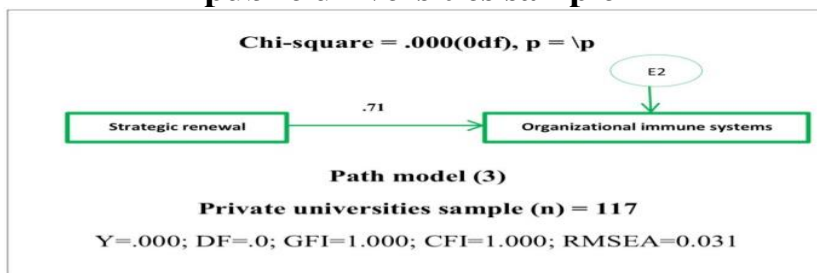 Chi-square = .000(0df), p = \p
E2
.71
Strategic renewal
Organizational immune systems
Path model (3)
Private universities sample (n) = 117
Y=.000; DF=.0; GFI=1.000; CFI=1.000; RMSEA=0.031